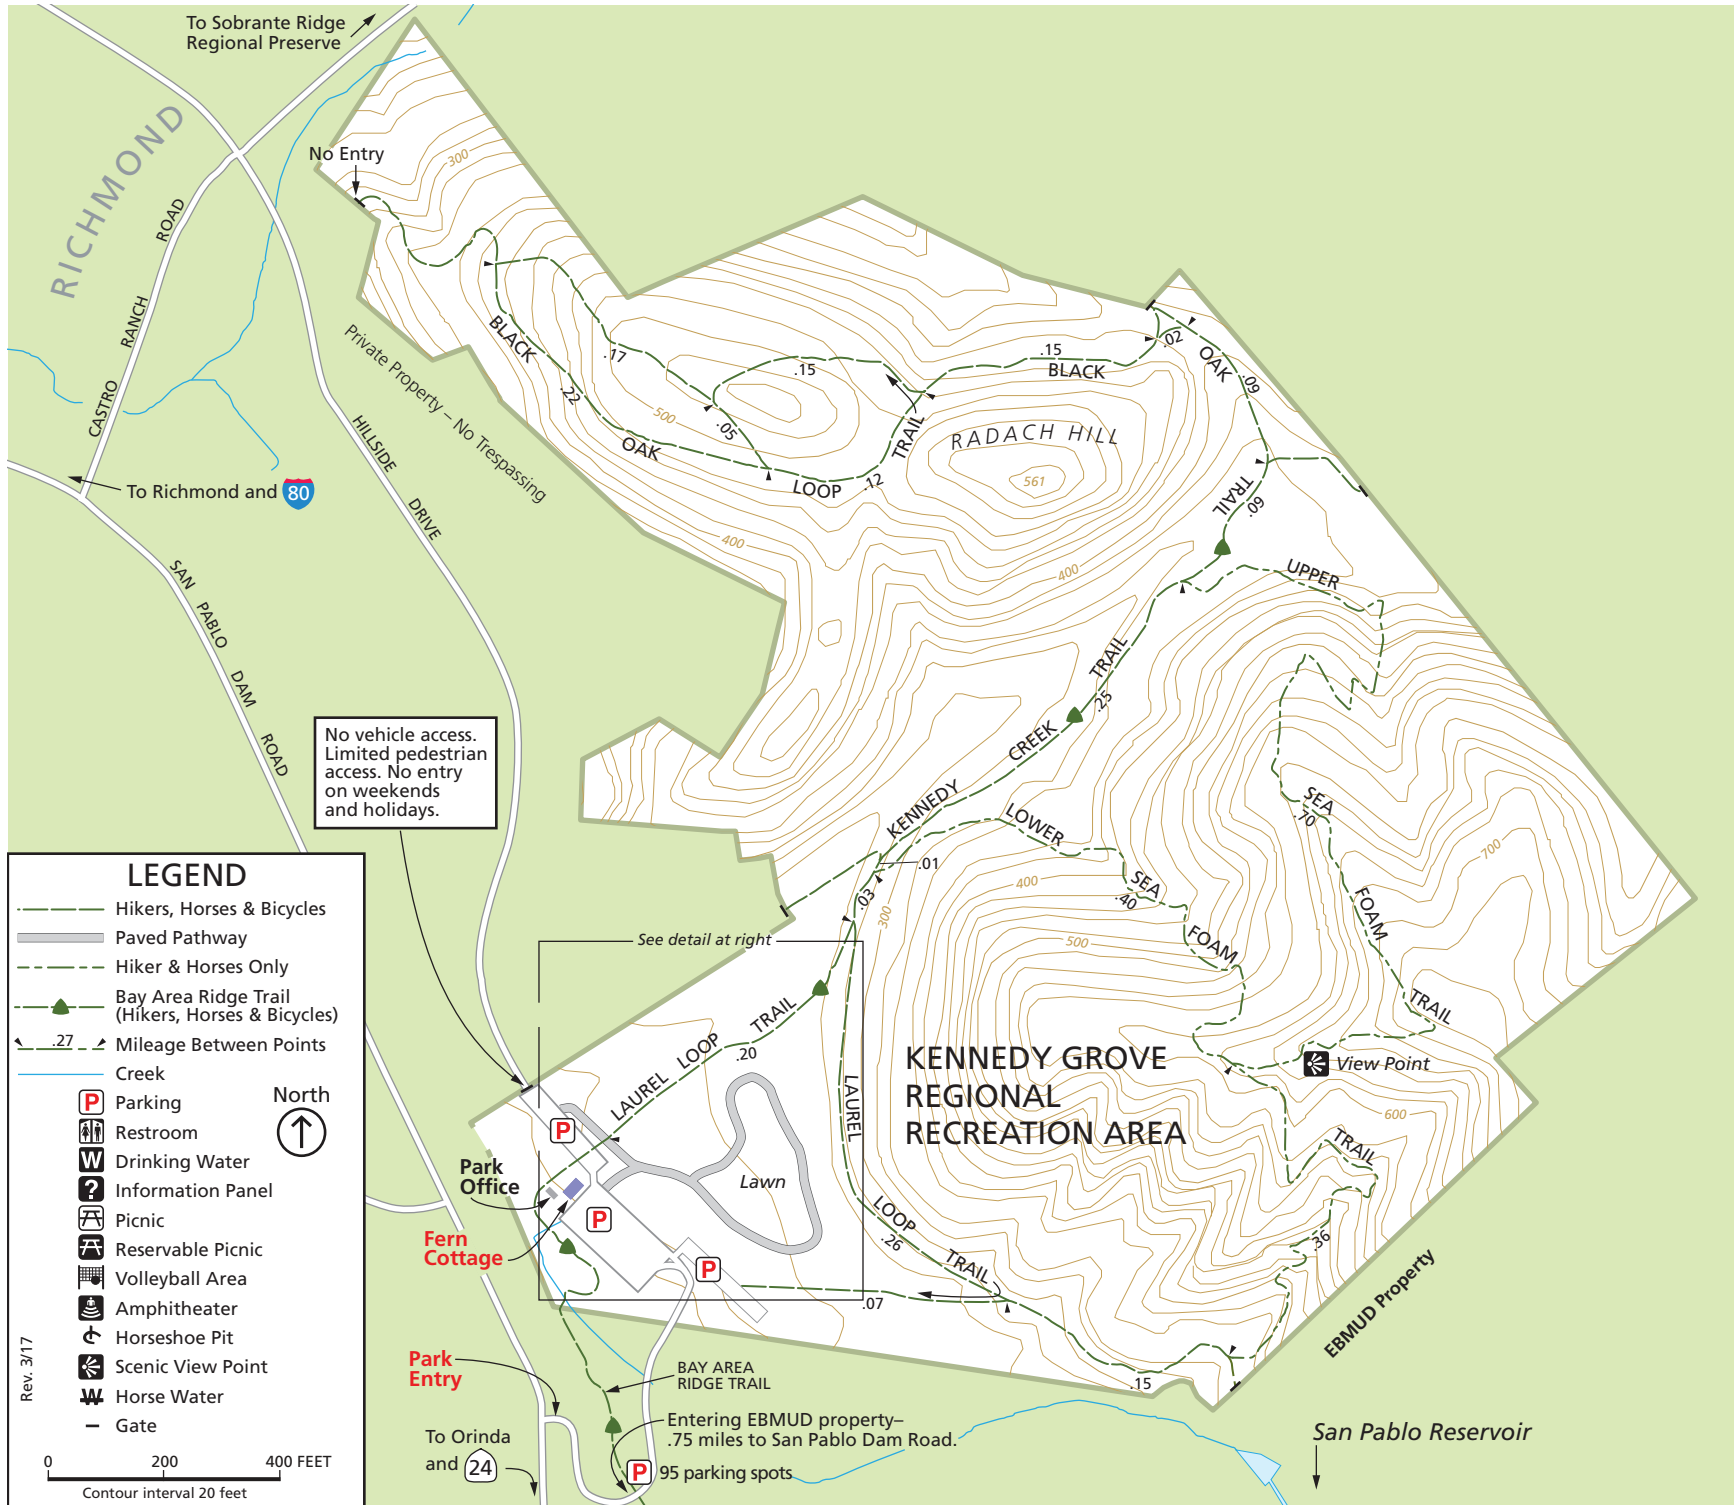 To Sobrante Ridge
Regional Preserve
RICHMOND
No Entry
300
CASTRO
RANCH
ROAD
To Richmond and
80
SAN
PABLO
DAM
ROAD
HILLSIDE
DRIVE
Private Property – No Trespassing
BLACK
.22
OAK
LOOP
.12
TRAIL
.17
.05
.15
500
400
.15
BLACK
.02
OAK
.09
TRAIL
.09
RADACH HILL
561
400
UPPER
SEA
.70
FOAM
TRAIL
700
KENNEDY
CREEK
TRAIL
.25
LOWER
SEA
.40
FOAM
.01
.03
300
400
500
No vehicle access.
Limited pedestrian
access. No entry
on weekends
and holidays.
See detail at right
LAUREL
LOOP
TRAIL
.20
LAUREL
LOOP
.26
TRAIL
.07
.15
KENNEDY GROVE
REGIONAL
RECREATION AREA
View Point
600
TRAIL
.36
EBMUD Property
Lawn
P
P
P
Park
Office
Fern
Cottage
Park
Entry
BAY AREA
RIDGE TRAIL
Entering EBMUD property–
.75 miles to San Pablo Dam Road.
P
95 parking spots
To Orinda
and
24
San Pablo Reservoir
LEGEND
Hikers, Horses & Bicycles
Paved Pathway
Hiker & Horses Only
Bay Area Ridge Trail
(Hikers, Horses & Bicycles)
.27
Mileage Between Points
Creek
P
Parking
North
Restroom
W
Drinking Water
?
Information Panel
Picnic
Reservable Picnic
Volleyball Area
Amphitheater
Horseshoe Pit
Scenic View Point
W
Horse Water
Gate
Rev. 3/17
0
200
400 FEET
Contour interval 20 feet